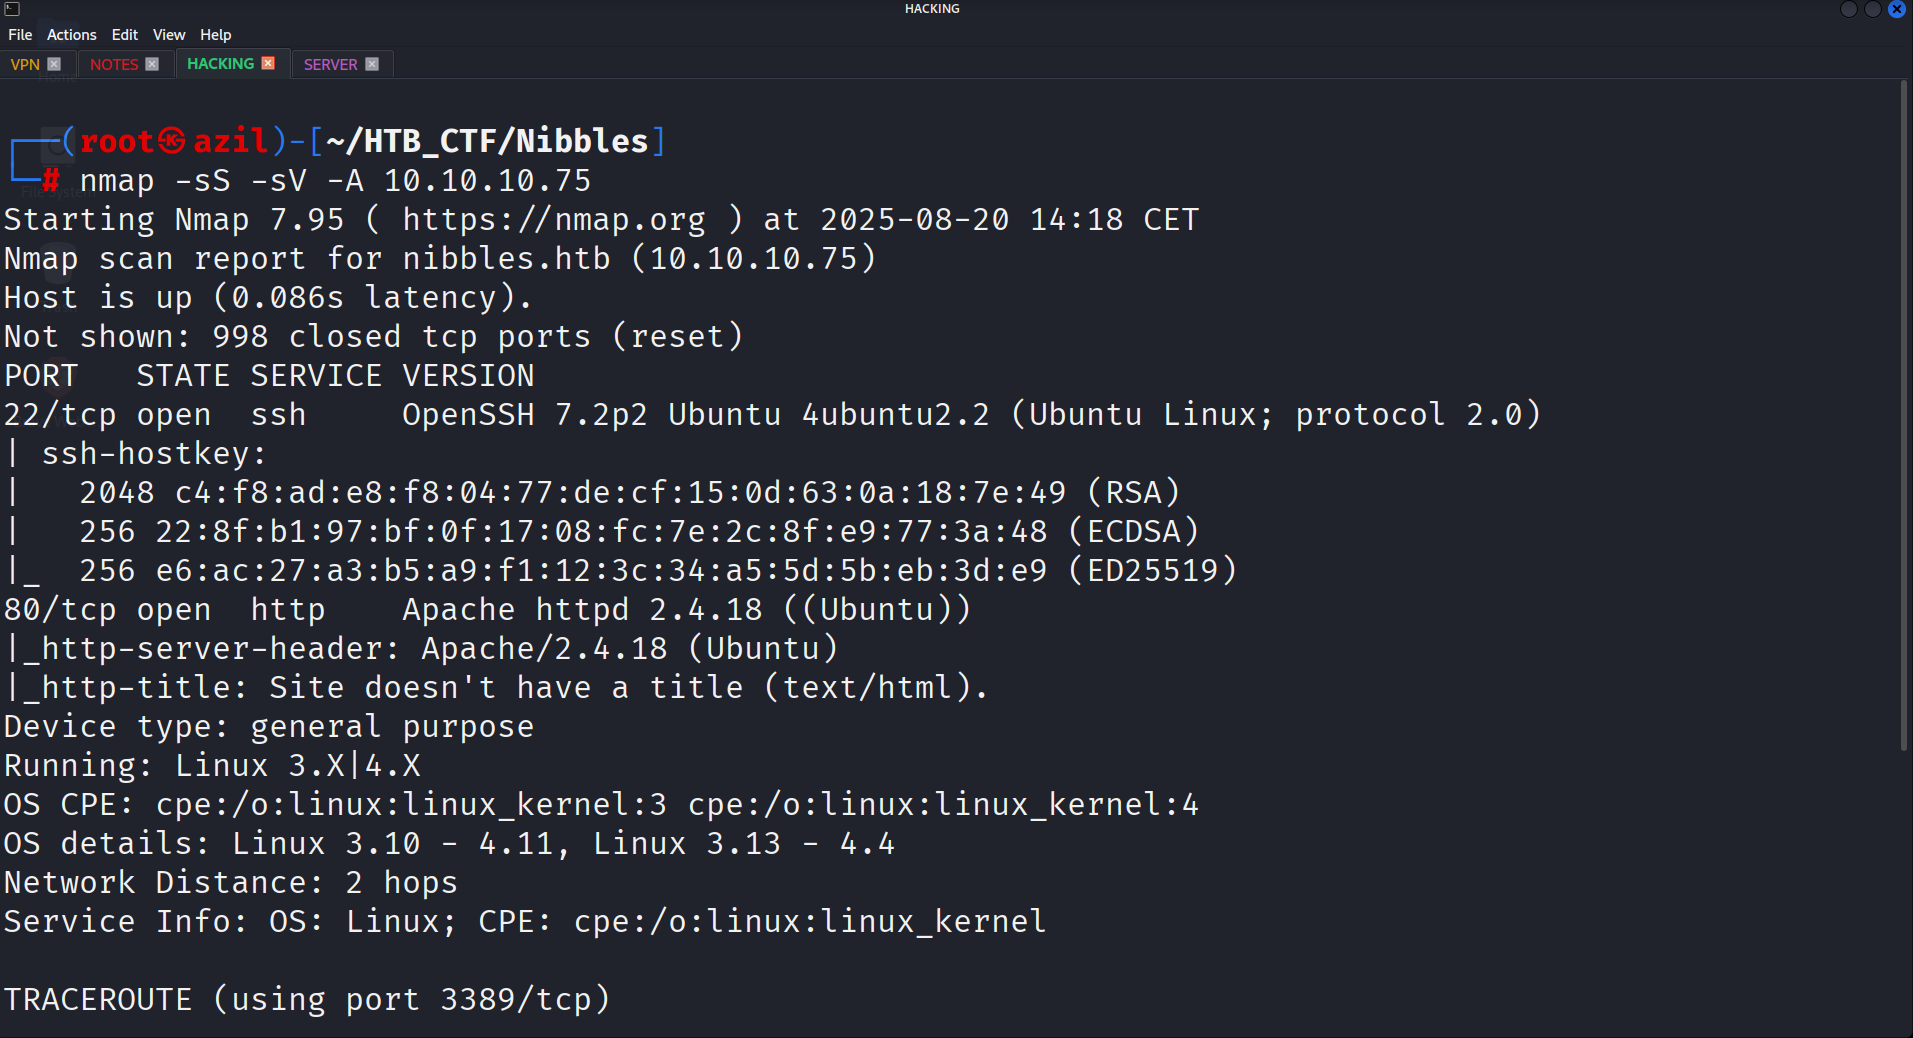 HACKING
File Actions Edit View Help
VPN NOTES HACKING SERVER
Home
┌──(root㉿azil)-[~/HTB_CTF/Nibbles]
└─# nmap -sS -sV -A 10.10.10.75
Starting Nmap 7.95 ( https://nmap.org ) at 2025-08-20 14:18 CET
Nmap scan report for nibbles.htb (10.10.10.75)
Host is up (0.086s latency).
Not shown: 998 closed tcp ports (reset)
PORT   STATE SERVICE VERSION
22/tcp open  ssh     OpenSSH 7.2p2 Ubuntu 4ubuntu2.2 (Ubuntu Linux; protocol 2.0)
| ssh-hostkey:
|   2048 c4:f8:ad:e8:f8:04:77:de:cf:15:0d:63:0a:18:7e:49 (RSA)
|   256 22:8f:b1:97:bf:0f:17:08:fc:7e:2c:8f:e9:77:3a:48 (ECDSA)
|_  256 e6:ac:27:a3:b5:a9:f1:12:3c:34:a5:5d:5b:eb:3d:e9 (ED25519)
80/tcp open  http    Apache httpd 2.4.18 ((Ubuntu))
|_http-server-header: Apache/2.4.18 (Ubuntu)
|_http-title: Site doesn't have a title (text/html).
Device type: general purpose
Running: Linux 3.X|4.X
OS CPE: cpe:/o:linux:linux_kernel:3 cpe:/o:linux:linux_kernel:4
OS details: Linux 3.10 - 4.11, Linux 3.13 - 4.4
Network Distance: 2 hops
Service Info: OS: Linux; CPE: cpe:/o:linux:linux_kernel
TRACEROUTE (using port 3389/tcp)